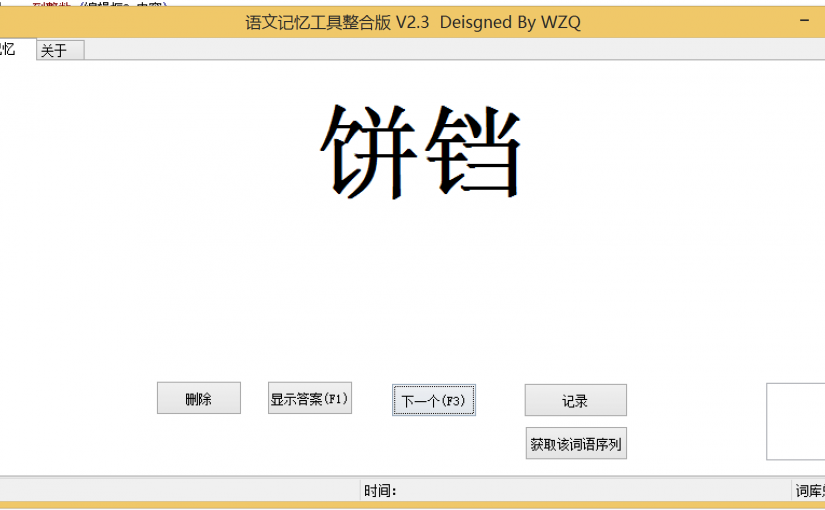 语文记忆工具整合版 V2.3 Deisgned By WZQ
忆 关于
饼铛
删除 显示答案(F1) 下一个(F3) 记录
获取该词语序列
时间: 词库